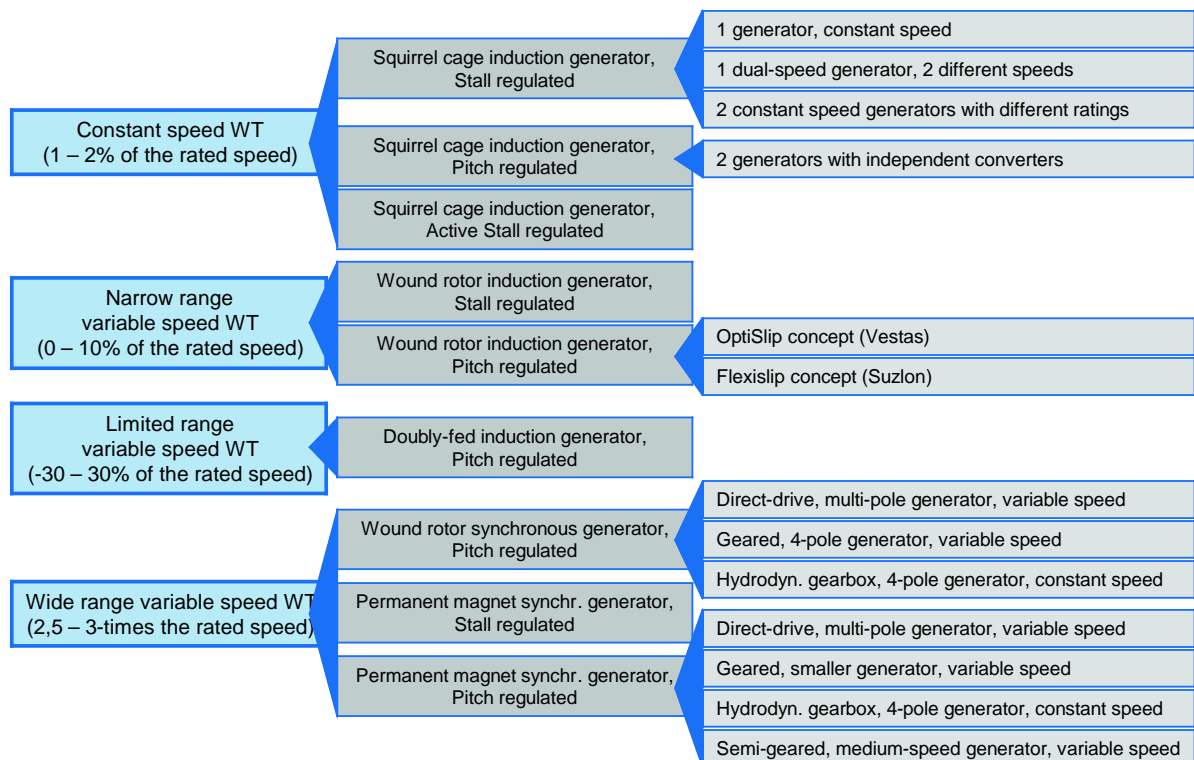 Constant speed WT
(1 – 2% of the rated speed)
Squirrel cage induction generator,
Stall regulated
1 generator, constant speed
1 dual-speed generator, 2 different speeds
2 constant speed generators with different ratings
Squirrel cage induction generator,
Pitch regulated
2 generators with independent converters
Squirrel cage induction generator,
Active Stall regulated
Narrow range
variable speed WT
(0 – 10% of the rated speed)
Wound rotor induction generator,
Stall regulated
Wound rotor induction generator,
Pitch regulated
OptiSlip concept (Vestas)
Flexislip concept (Suzlon)
Limited range
variable speed WT
(-30 – 30% of the rated speed)
Doubly-fed induction generator,
Pitch regulated
Wide range variable speed WT
(2,5 – 3-times the rated speed)
Wound rotor synchronous generator,
Pitch regulated
Direct-drive, multi-pole generator, variable speed
Geared, 4-pole generator, variable speed
Hydrodyn. gearbox, 4-pole generator, constant speed
Permanent magnet synchr. generator,
Stall regulated
Permanent magnet synchr. generator,
Pitch regulated
Direct-drive, multi-pole generator, variable speed
Geared, smaller generator, variable speed
Hydrodyn. gearbox, 4-pole generator, constant speed
Semi-geared, medium-speed generator, variable speed